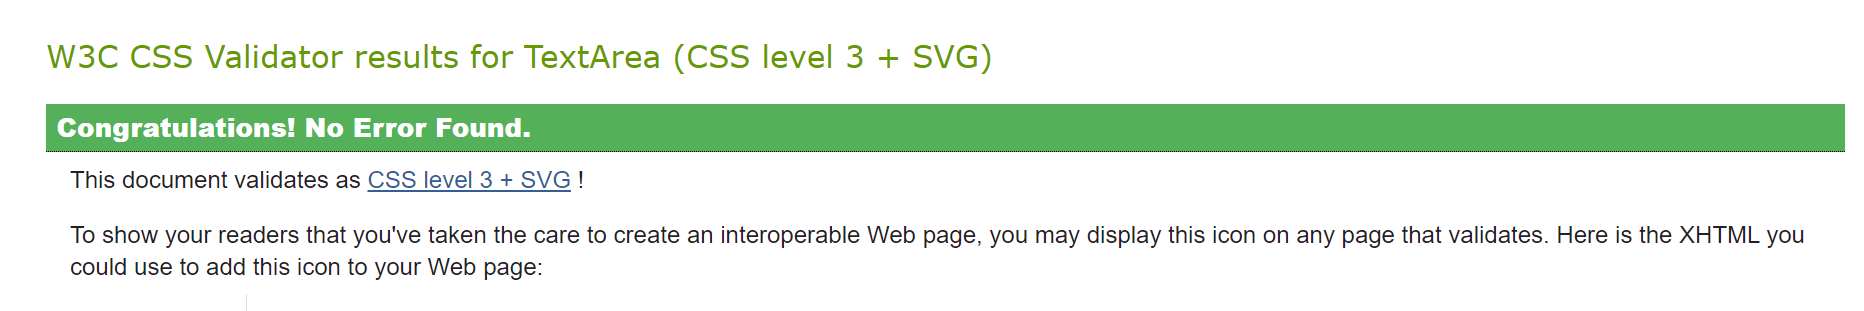 W3C CSS Validator results for TextArea (CSS level 3 + SVG)
Congratulations! No Error Found.
This document validates as CSS level 3 + SVG !
To show your readers that you've taken the care to create an interoperable Web page, you may display this icon on any page that validates. Here is the XHTML you
could use to add this icon to your Web page: